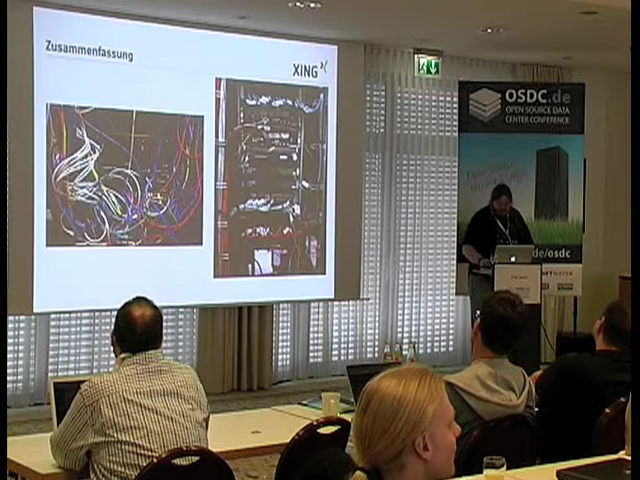 Zusammenfassung
XING
OSDC.de
OPEN SOURCE DATA
CENTER CONFERENCE
de/osdc